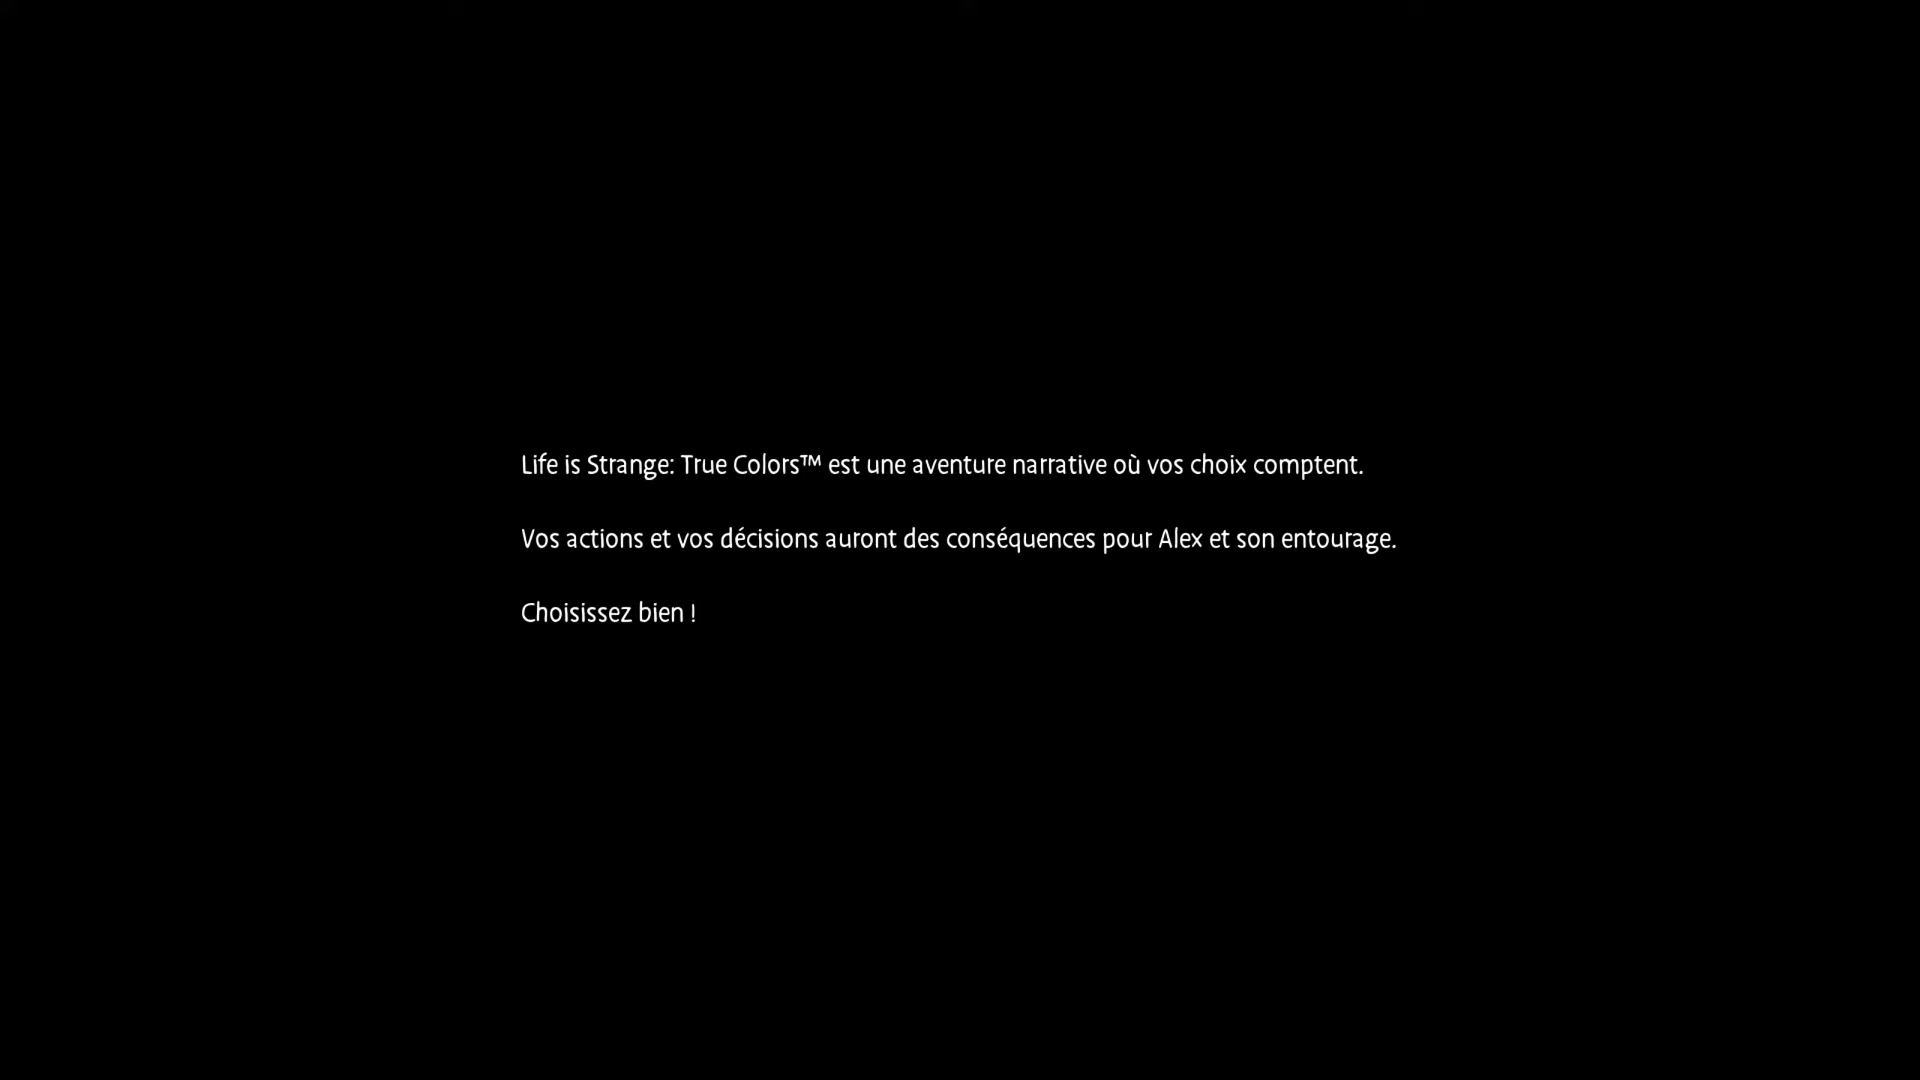 Life is Strange: True Colors™ est une aventure narrative où vos choix comptent.
Vos actions et vos décisions auront des conséquences pour Alex et son entourage.
Choisissez bien !